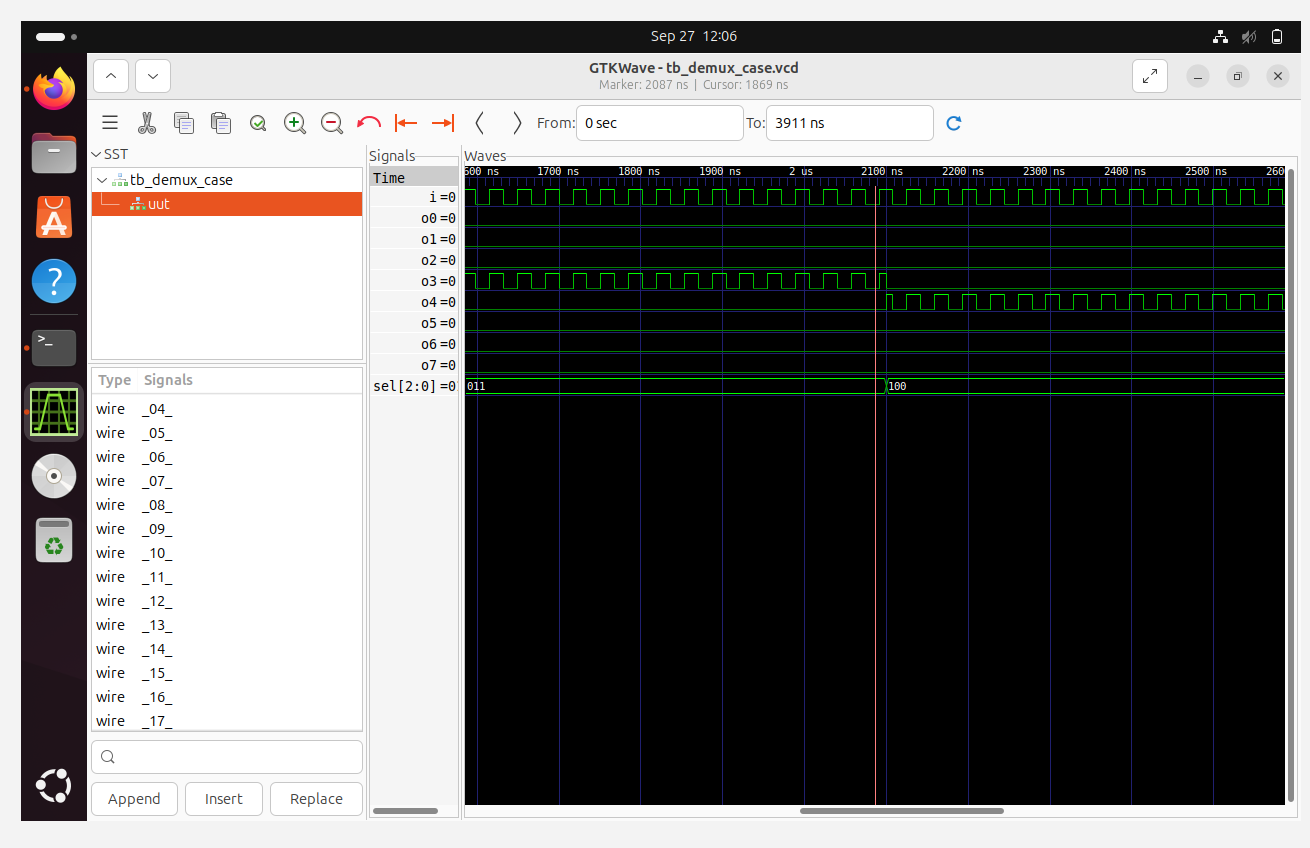 Sep 27 12:06
GTKWave - tb_demux_case.vcd
Marker: 2087 ns | Cursor: 1869 ns
From: 0 sec To: 3911 ns
SST
tb_demux_case
uut
Type Signals
wire _04_
wire _05_
wire _06_
wire _07_
wire _08_
wire _09_
wire _10_
wire _11_
wire _12_
wire _13_
wire _14_
wire _15_
wire _16_
wire _17_
Append Insert Replace
Signals
Time
i =0
o0 =0
o1 =0
o2 =0
o3 =0
o4 =0
o5 =0
o6 =0
o7 =0
sel[2:0] =0
Waves
600 ns 1700 ns 1800 ns 1900 ns 2 us 2100 ns 2200 ns 2300 ns 2400 ns 2500 ns 260
011 100